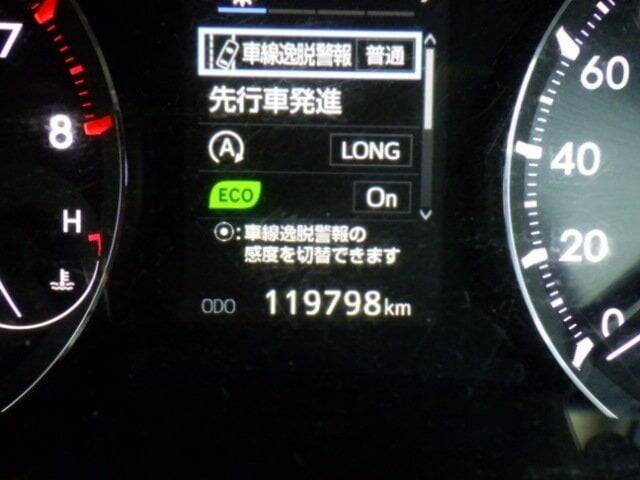 車線逸脱警報 普通
先行車発進
A LONG
ECO On
:車線逸脱警報の
感度を切替できます
ODO 119798km
7
8
H
60
40
20
0